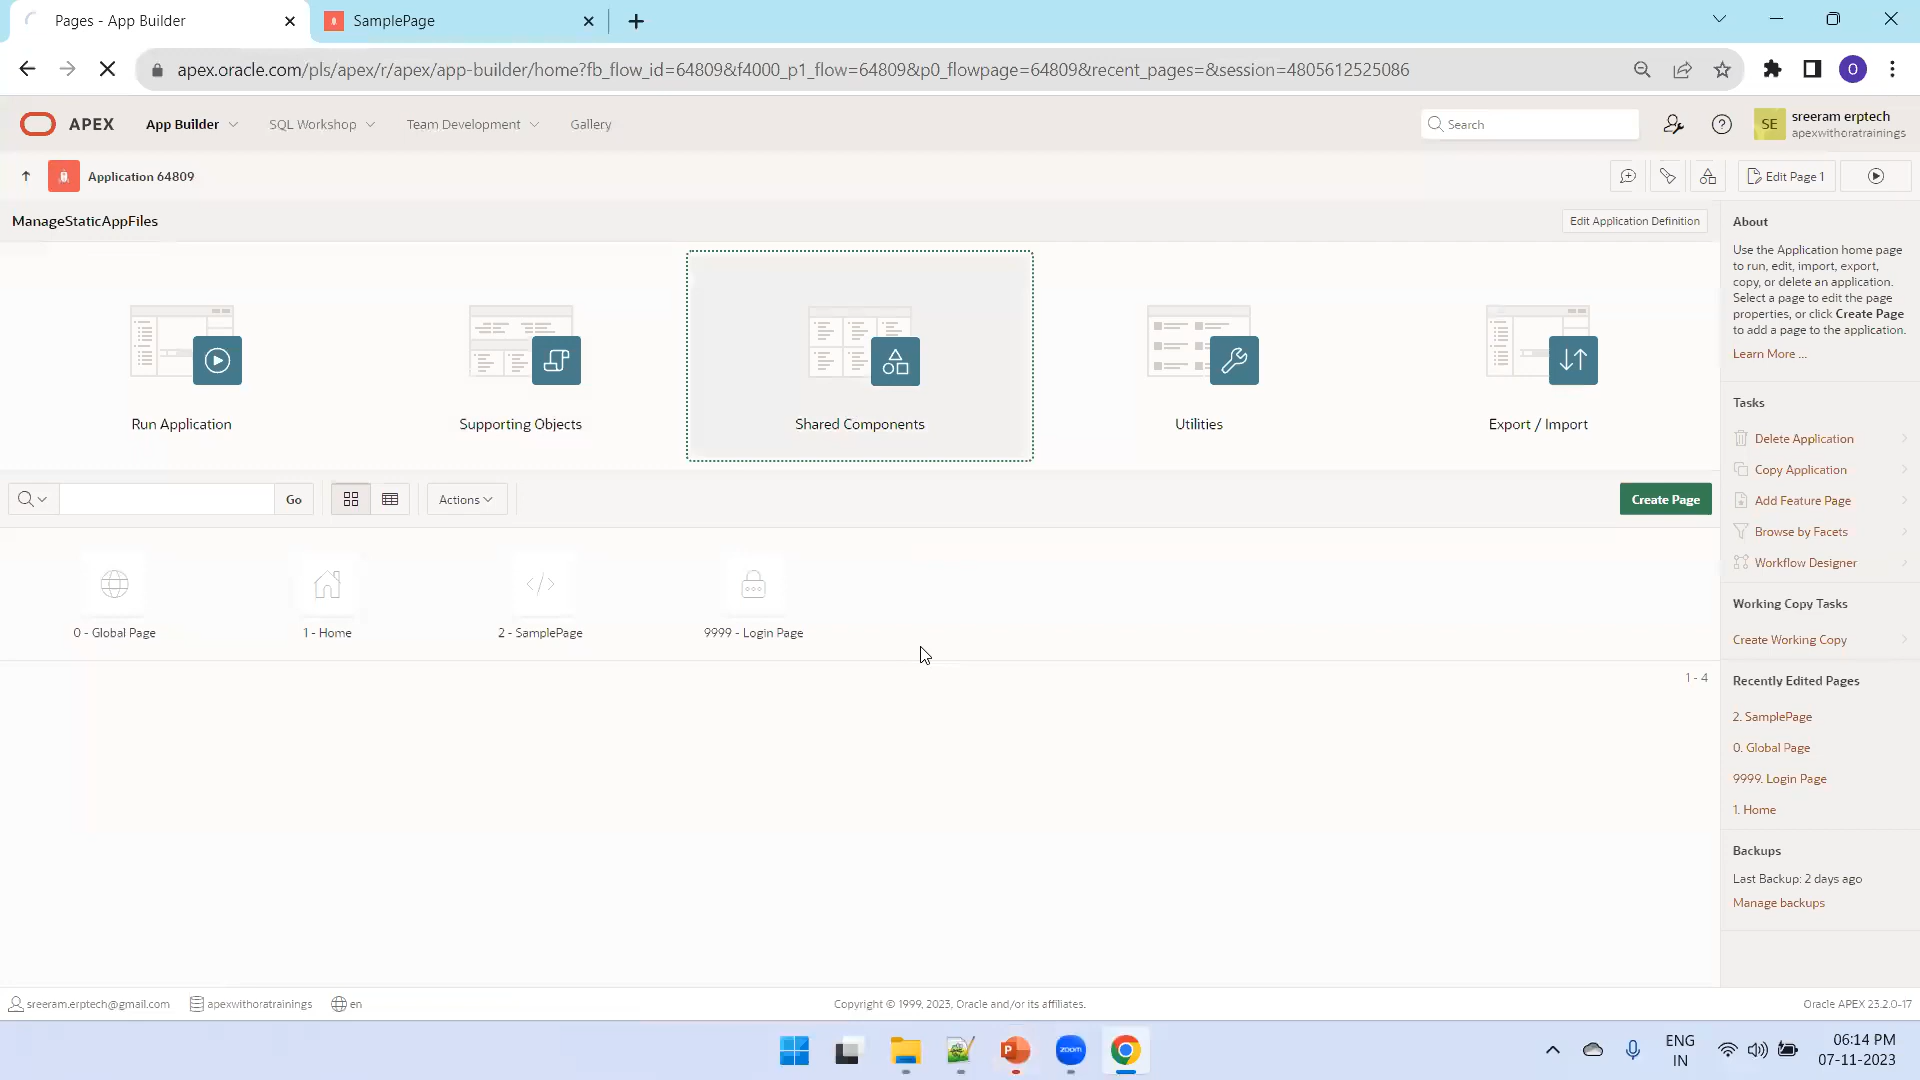 Pages - App Builder
SamplePage
apex.oracle.com/pls/apex/r/apex/app-builder/home?fb_flow_id=64809&f4000_p1_flow=64809&p0_flowpage=64809&recent_pages=&session=4805612525086
O
APEX
App Builder
SQL Workshop
Team Development
Gallery
Search
SE
sreeram erptech
apexwithoratrainings
Application 64809
Edit Page 1
ManageStaticAppFiles
Edit Application Definition
Run Application
Supporting Objects
Shared Components
Utilities
Export / Import
Go
Actions
Create Page
0 - Global Page
1 - Home
2 - SamplePage
9999 - Login Page
1 - 4
About
Use the Application home page
to run, edit, import, export,
copy, or delete an application.
Select a page to edit the page
properties, or click Create Page
to add a page to the application.
Learn More ...
Tasks
Delete Application
Copy Application
Add Feature Page
Browse by Facets
Workflow Designer
Working Copy Tasks
Create Working Copy
Recently Edited Pages
2. SamplePage
0. Global Page
9999. Login Page
1. Home
Backups
Last Backup: 2 days ago
Manage backups
sreeram.erptech@gmail.com
apexwithoratrainings
en
Copyright © 1999, 2023, Oracle and/or its affiliates.
Oracle APEX 23.2.0-17
zoom
ENG
IN
06:14 PM
07-11-2023